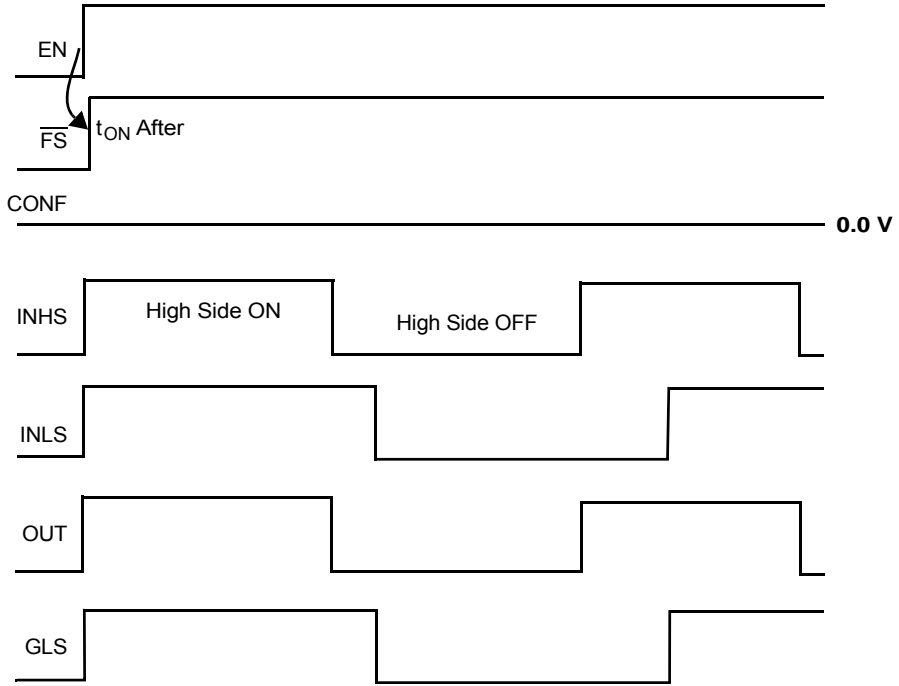 EN
FS
tON After
CONF
0.0 V
INHS
High Side ON
High Side OFF
INLS
OUT
GLS